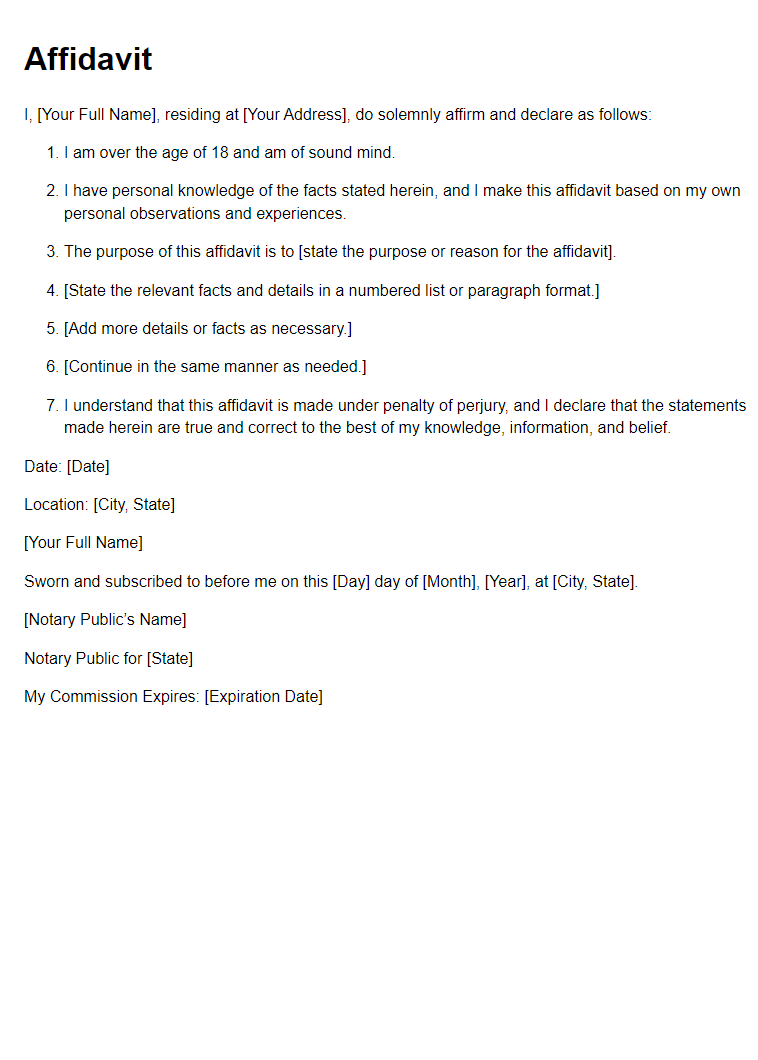 Affidavit
I, [Your Full Name], residing at [Your Address], do solemnly affirm and declare as follows:
1. I am over the age of 18 and am of sound mind.
2. I have personal knowledge of the facts stated herein, and I make this affidavit based on my own
personal observations and experiences.
3. The purpose of this affidavit is to [state the purpose or reason for the affidavit].
4. [State the relevant facts and details in a numbered list or paragraph format.]
5. [Add more details or facts as necessary.]
6. [Continue in the same manner as needed.]
7. I understand that this affidavit is made under penalty of perjury, and I declare that the statements
made herein are true and correct to the best of my knowledge, information, and belief.
Date: [Date]
Location: [City, State]
[Your Full Name]
Sworn and subscribed to before me on this [Day] day of [Month], [Year], at [City, State].
[Notary Public’s Name]
Notary Public for [State]
My Commission Expires: [Expiration Date]